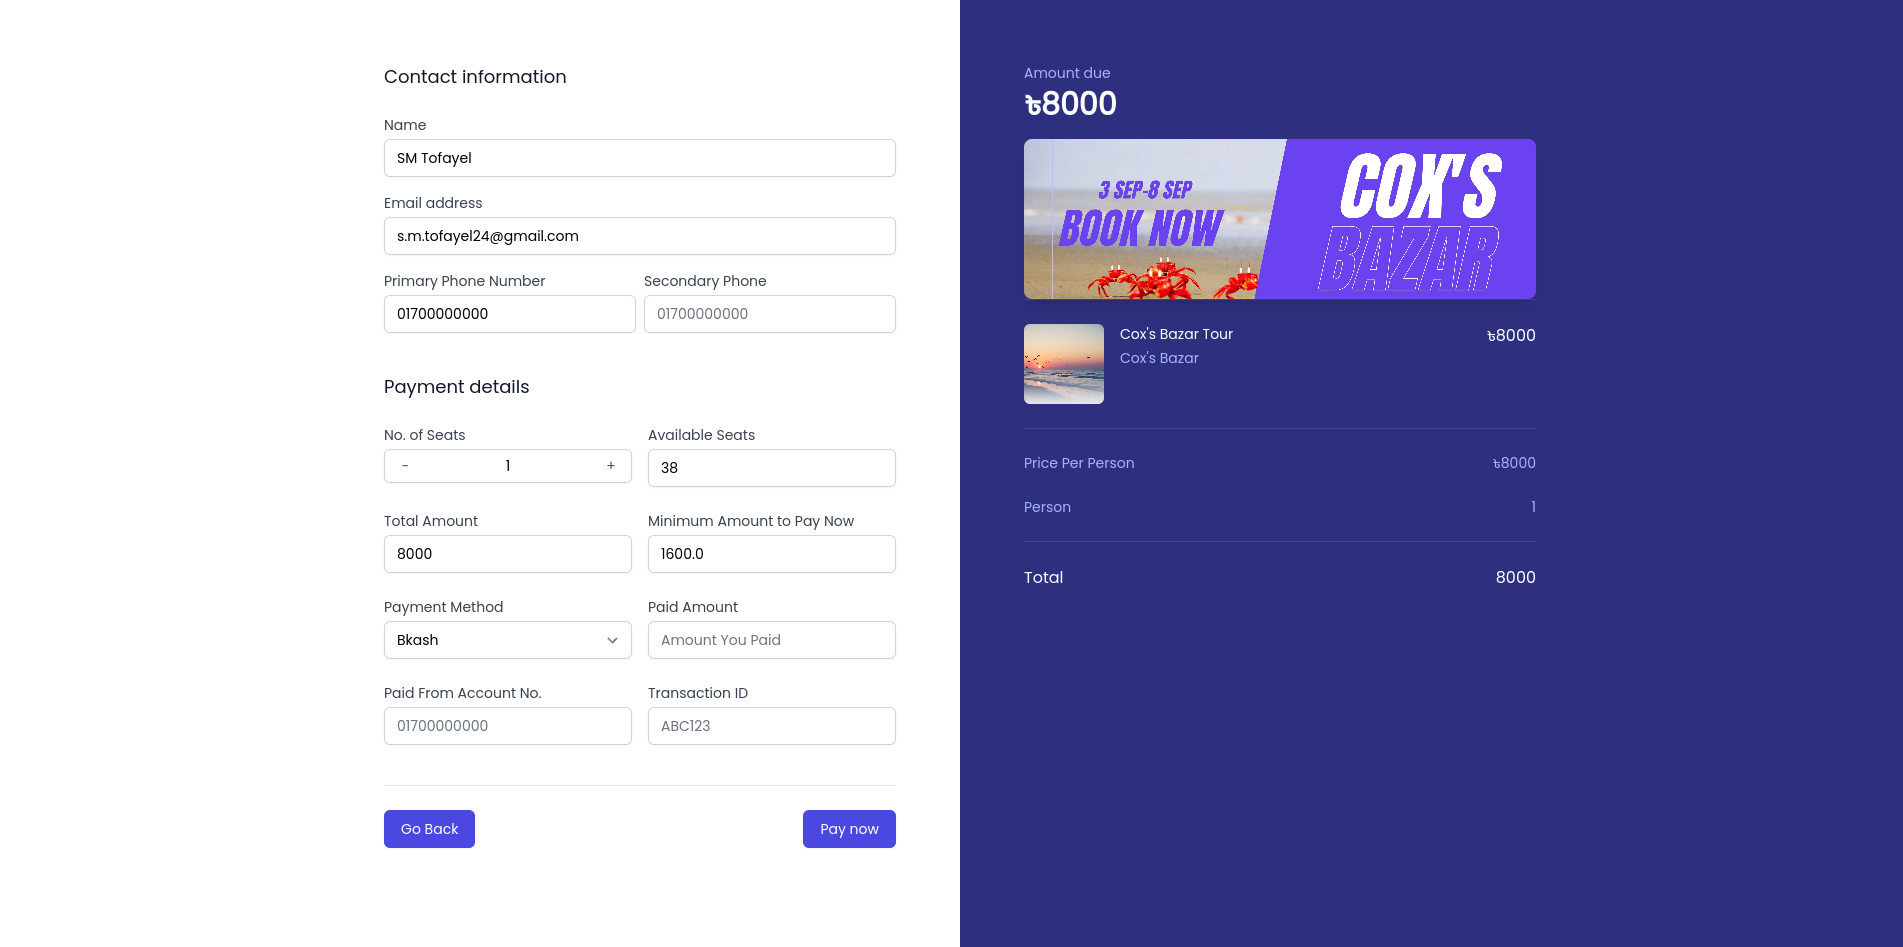 Contact information
Name
SM Tofayel
Email address
s.m.tofayel24@gmail.com
Primary Phone Number Secondary Phone
01700000000 01700000000
Payment details
No. of Seats Available Seats
- 1 + 38
Total Amount Minimum Amount to Pay Now
8000 1600.0
Payment Method Paid Amount
Bkash Amount You Paid
Paid From Account No. Transaction ID
01700000000 ABC123
Go Back Pay now
Amount due
৳8000
3 SEP-8 SEP
BOOK NOW
COX'S
BAZAR
Cox's Bazar Tour ৳8000
Cox's Bazar
Price Per Person ৳8000
Person 1
Total 8000